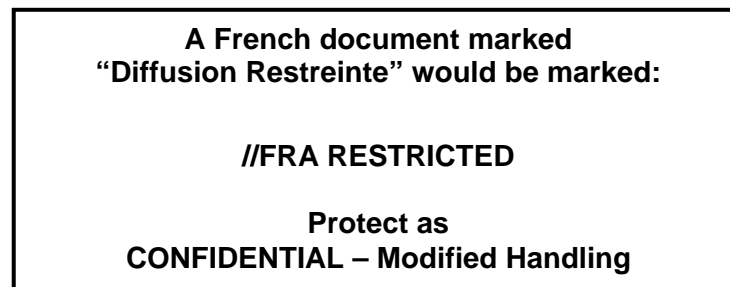 A French document marked
“Diffusion Restreinte” would be marked:
//FRA RESTRICTED
Protect as
CONFIDENTIAL – Modified Handling